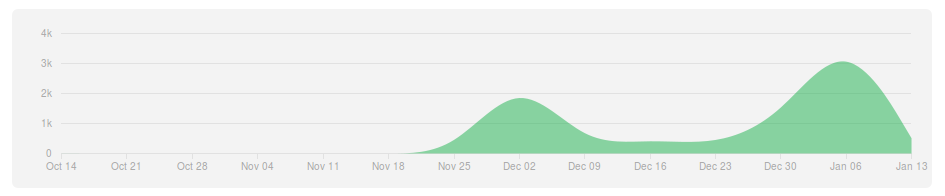 4k
3k
2k
1k
0
Oct 14 Oct 21 Oct 28 Nov 04 Nov 11 Nov 18 Nov 25 Dec 02 Dec 09 Dec 16 Dec 23 Dec 30 Jan 06 Jan 13